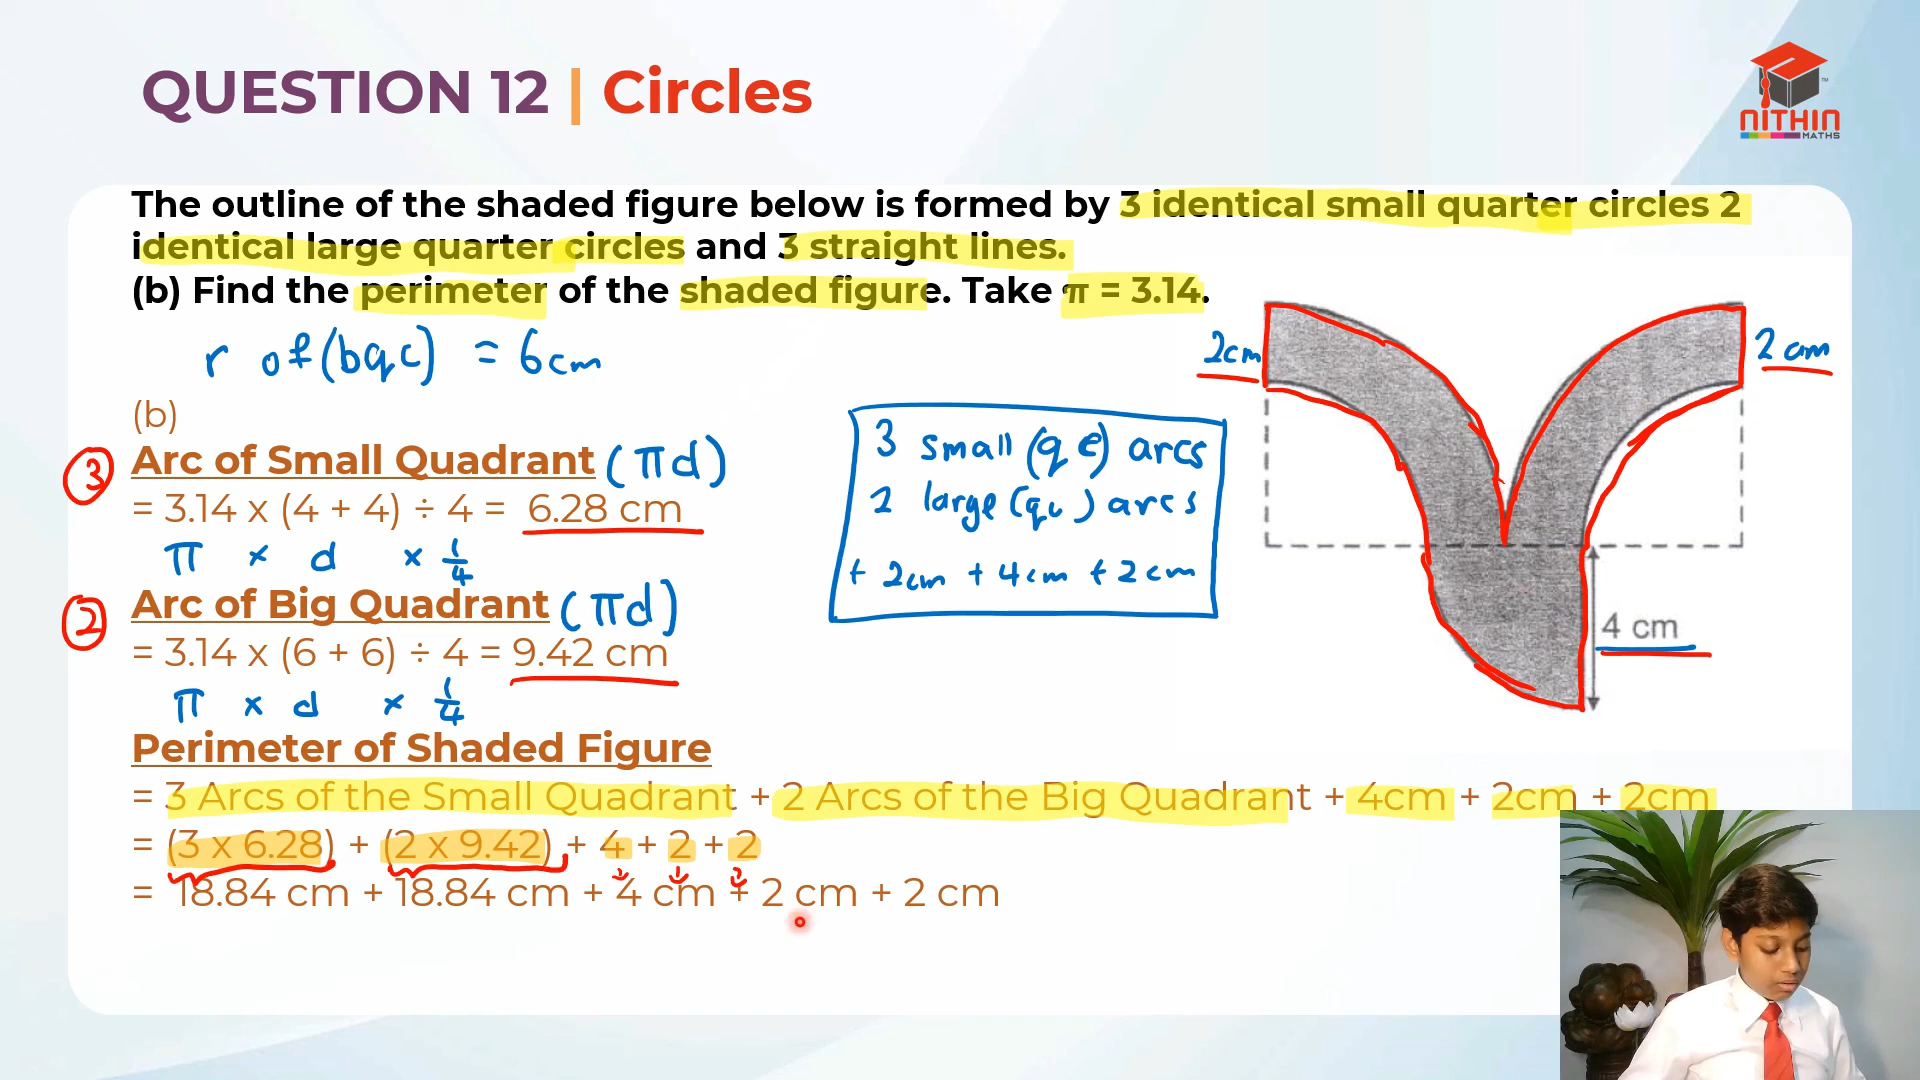 QUESTION 12 | Circles
NITHIN
MATHS
TM
The outline of the shaded figure below is formed by 3 identical small quarter circles 2
identical large quarter circles and 3 straight lines.
(b) Find the perimeter of the shaded figure. Take π = 3.14.
r of (bqc) = 6cm
2cm
2cm
(b)
3
Arc of Small Quadrant (πd)
= 3.14 x (4 + 4) ÷ 4 = 6.28 cm
π × d × 1/4
2
Arc of Big Quadrant (πd)
= 3.14 x (6 + 6) ÷ 4 = 9.42 cm
π × d × 1/4
3 small (qc) arcs
2 large (qc) arcs
+ 2cm + 4cm + 2cm
4 cm
Perimeter of Shaded Figure
= 3 Arcs of the Small Quadrant + 2 Arcs of the Big Quadrant + 4cm + 2cm + 2cm
= (3 x 6.28) + (2 x 9.42) + 4 + 2 + 2
= 18.84 cm + 18.84 cm + 4 cm + 2 cm + 2 cm